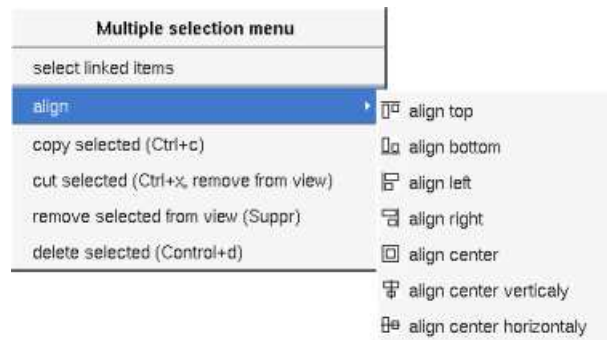 Multiple selection menu
select linked items
align
copy selected (Ctrl+c)
cut selected (Ctrl+x, remove from view)
remove selected from view (Suppr)
delete selected (Control+d)
align top
align bottom
align left
align right
align center
align center verticaly
align center horizontaly